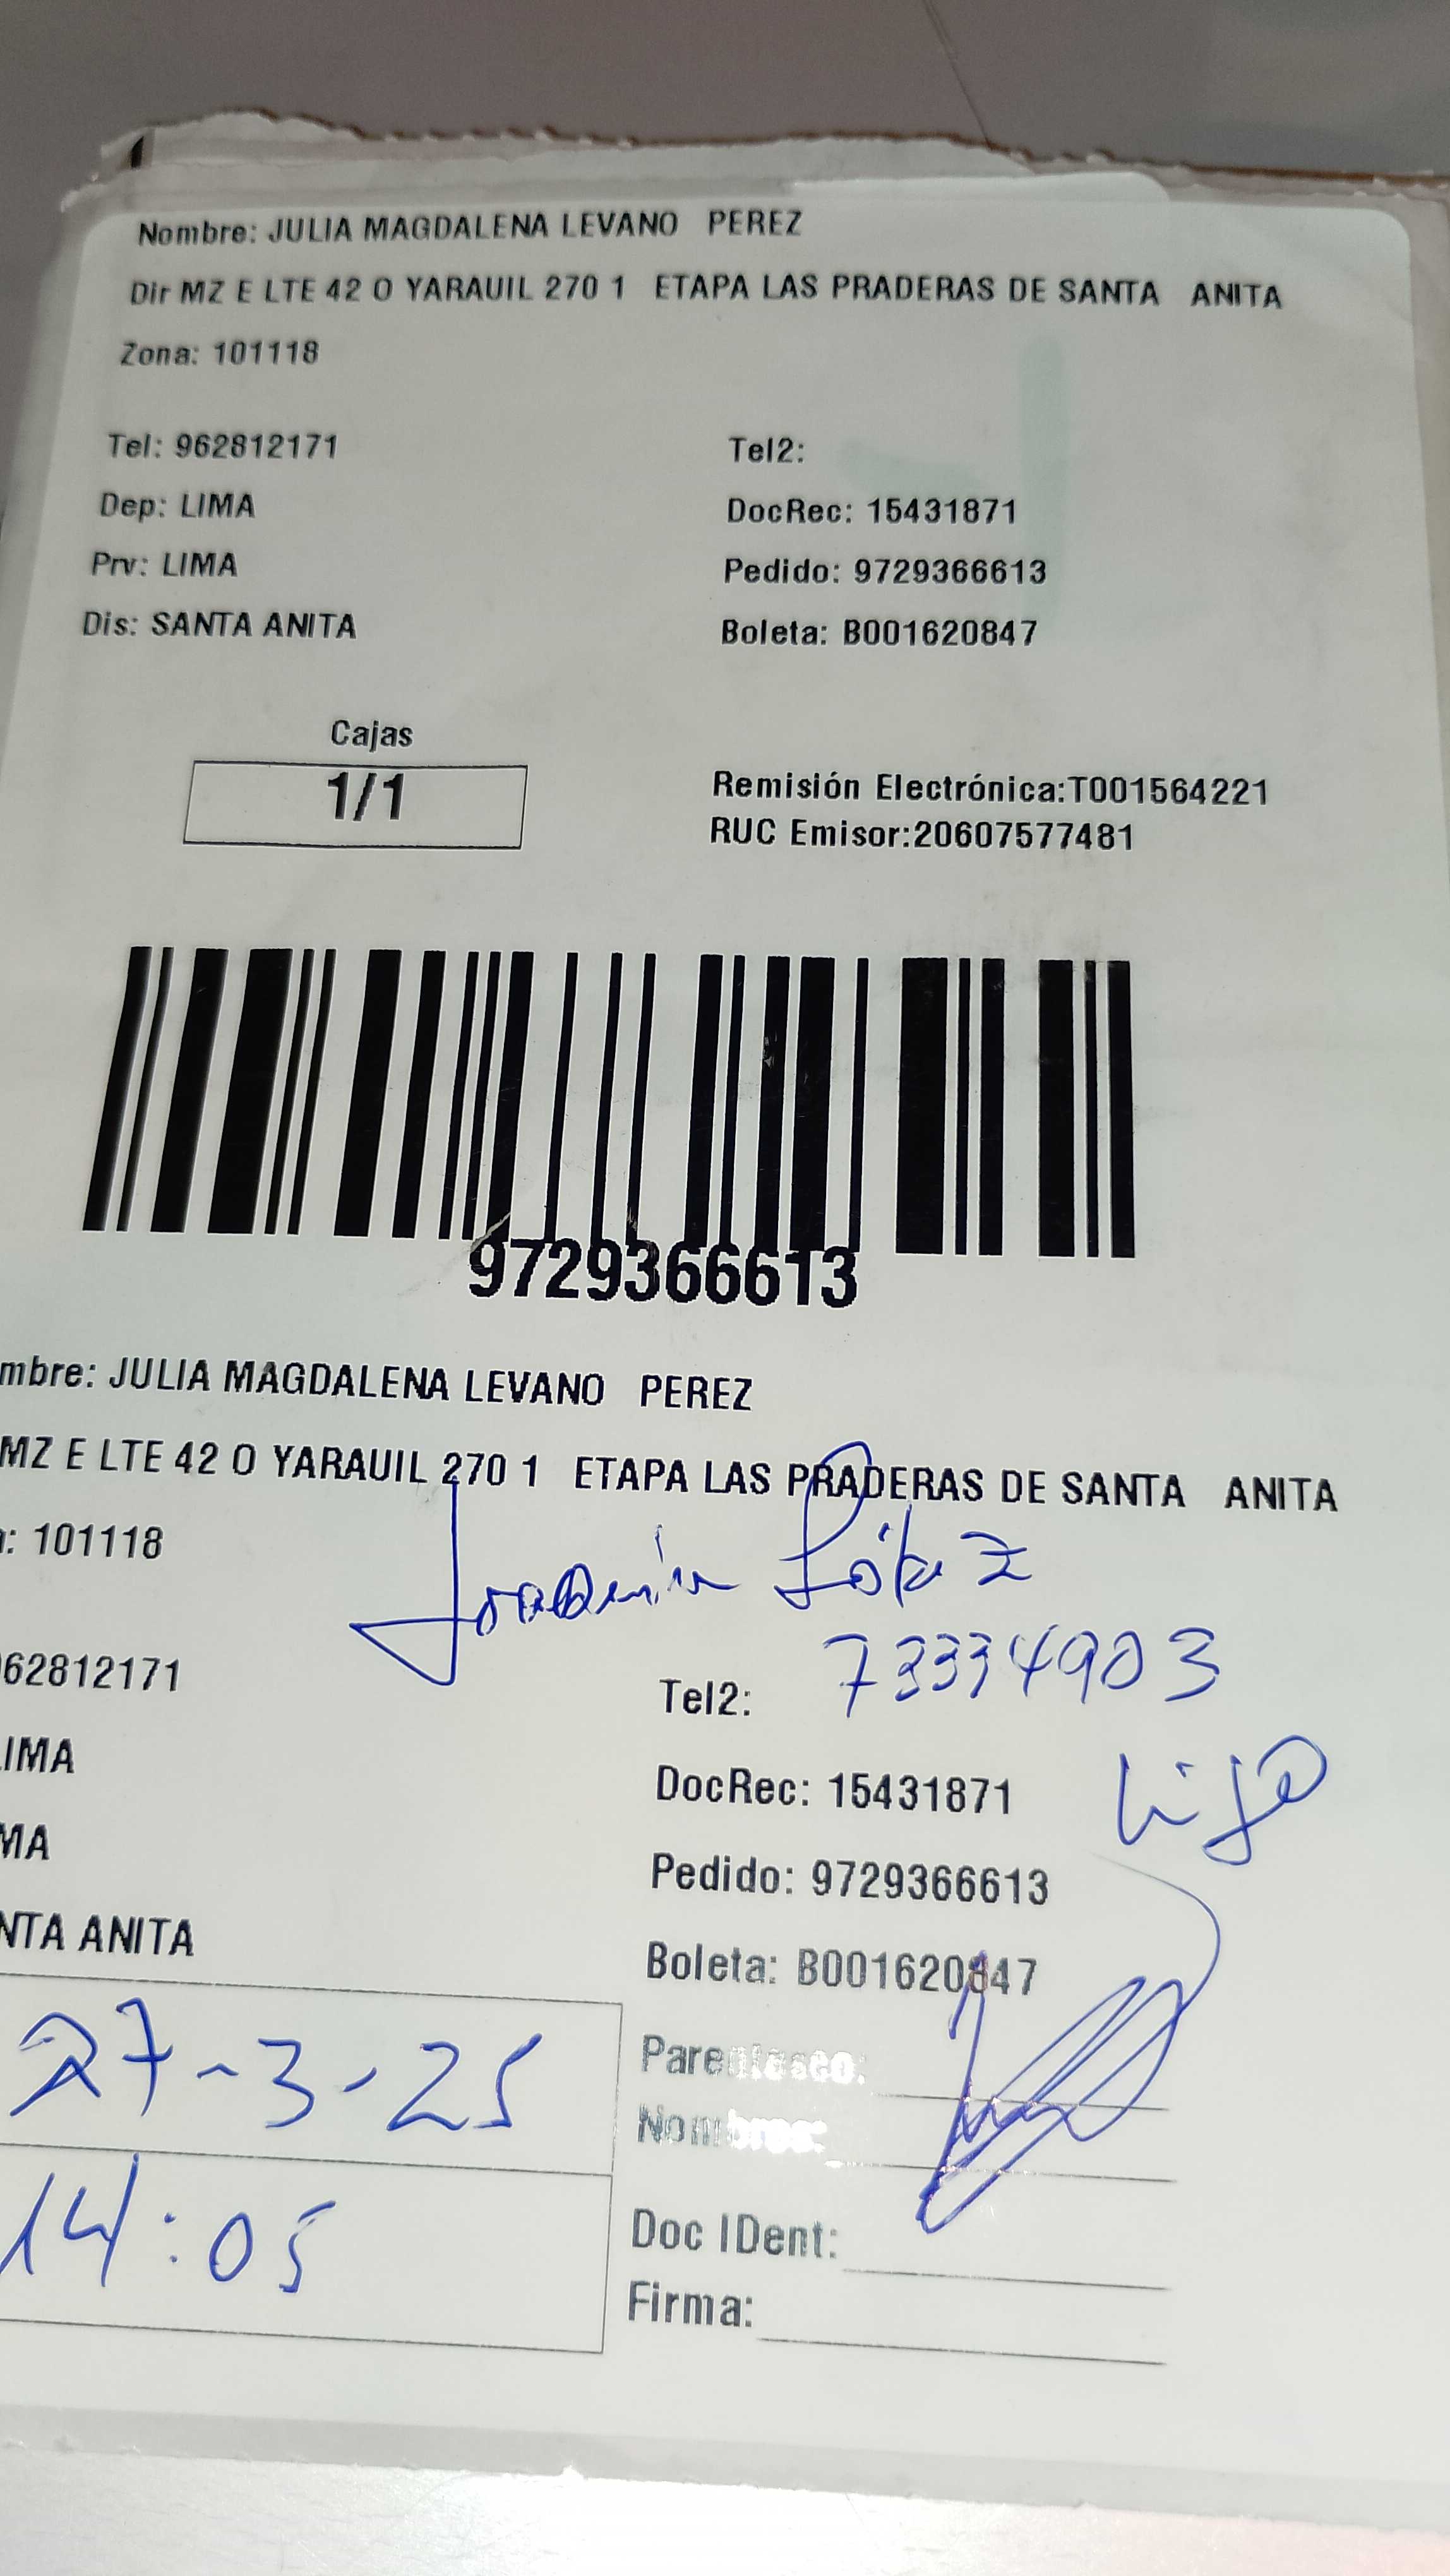 Nombre: JULIA MAGDALENA LEVANO PEREZ
Dir MZ E LTE 42 O YARAUIL 270 1 ETAPA LAS PRADERAS DE SANTA ANITA
Zona: 101118
Tel: 962812171 Tel2:
Dep: LIMA DocRec: 15431871
Prv: LIMA Pedido: 9729366613
Dis: SANTA ANITA Boleta: B001620847
Cajas
1/1
Remisión Electrónica:T001564221
RUC Emisor:20607577481
9729366613
mbre: JULIA MAGDALENA LEVANO PEREZ
MZ E LTE 42 O YARAUIL 270 1 ETAPA LAS PRADERAS DE SANTA ANITA
: 101118
Joaquin López
73334903
62812171 Tel2:
IMA DocRec: 15431871
hijo
MA Pedido: 9729366613
NTA ANITA Boleta: B001620847
27-3-25 Parentesco:
Nombres:
14:05 Doc IDent:
Firma: